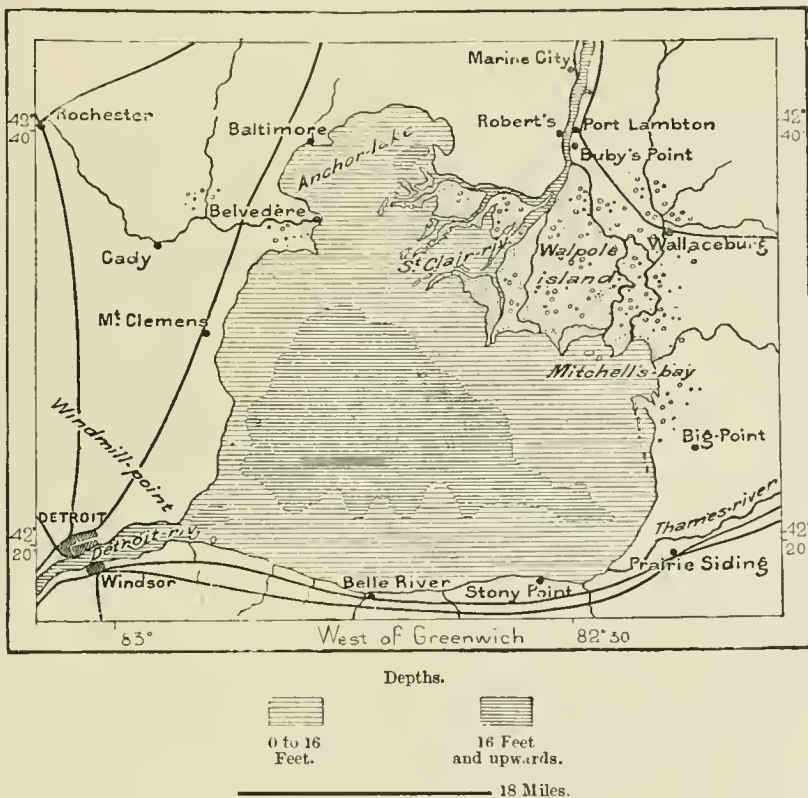 Marine City
42°
40'
Rochester
Baltimore
Anchor-lake
Robert's
Port Lambton
Buby's Point
42°
40'
Belvedère
Cady
St Clair-riv.
Walpole
island
Wallaceburg
Mt. Clemens
Mitchell's-bay
Windmill-point
Big-Point
DETROIT
Detroit-riv.
Thames-river
42°
20'
42°
20'
Windsor
Belle River
Stony Point
Prairie Siding
83°
West of Greenwich
82°30
Depths.
0 to 16
Feet.
16 Feet
and upwards.
18 Miles.